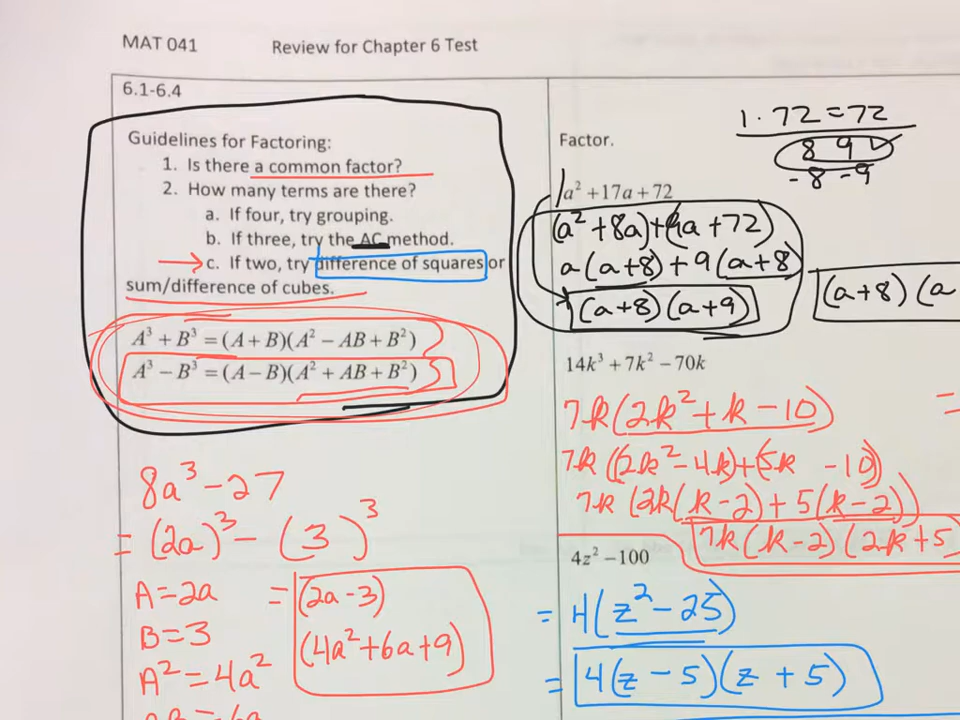 MAT 041
Review for Chapter 6 Test
6.1-6.4
Guidelines for Factoring:
1. Is there a common factor?
2. How many terms are there?
a. If four, try grouping.
b. If three, try the AC method.
c. If two, try difference of squares or
sum/difference of cubes.
A³ + B³ = (A + B)(A² − AB + B²)
A³ − B³ = (A − B)(A² + AB + B²)
8a³ − 27
= (2a)³ − (3)³
A = 2a
B = 3
A² = 4a²
= (2a − 3)
(4a² + 6a + 9)
Factor.
1 · 72 = 72
8 9 ✓
-8 -9
1a² + 17a + 72
(a² + 8a) + (9a + 72)
a(a+8) + 9(a+8)
(a+8)(a+9)
(a+8)(a
14k³ + 7k² − 70k
7k(2k² + k − 10)
=
7k((2k² − 4k) + (5k − 10))
7k(2k(k−2) + 5(k−2))
7k(k−2)(2k+5
4z² − 100
= 4(z² − 25)
= 4(z − 5)(z + 5)